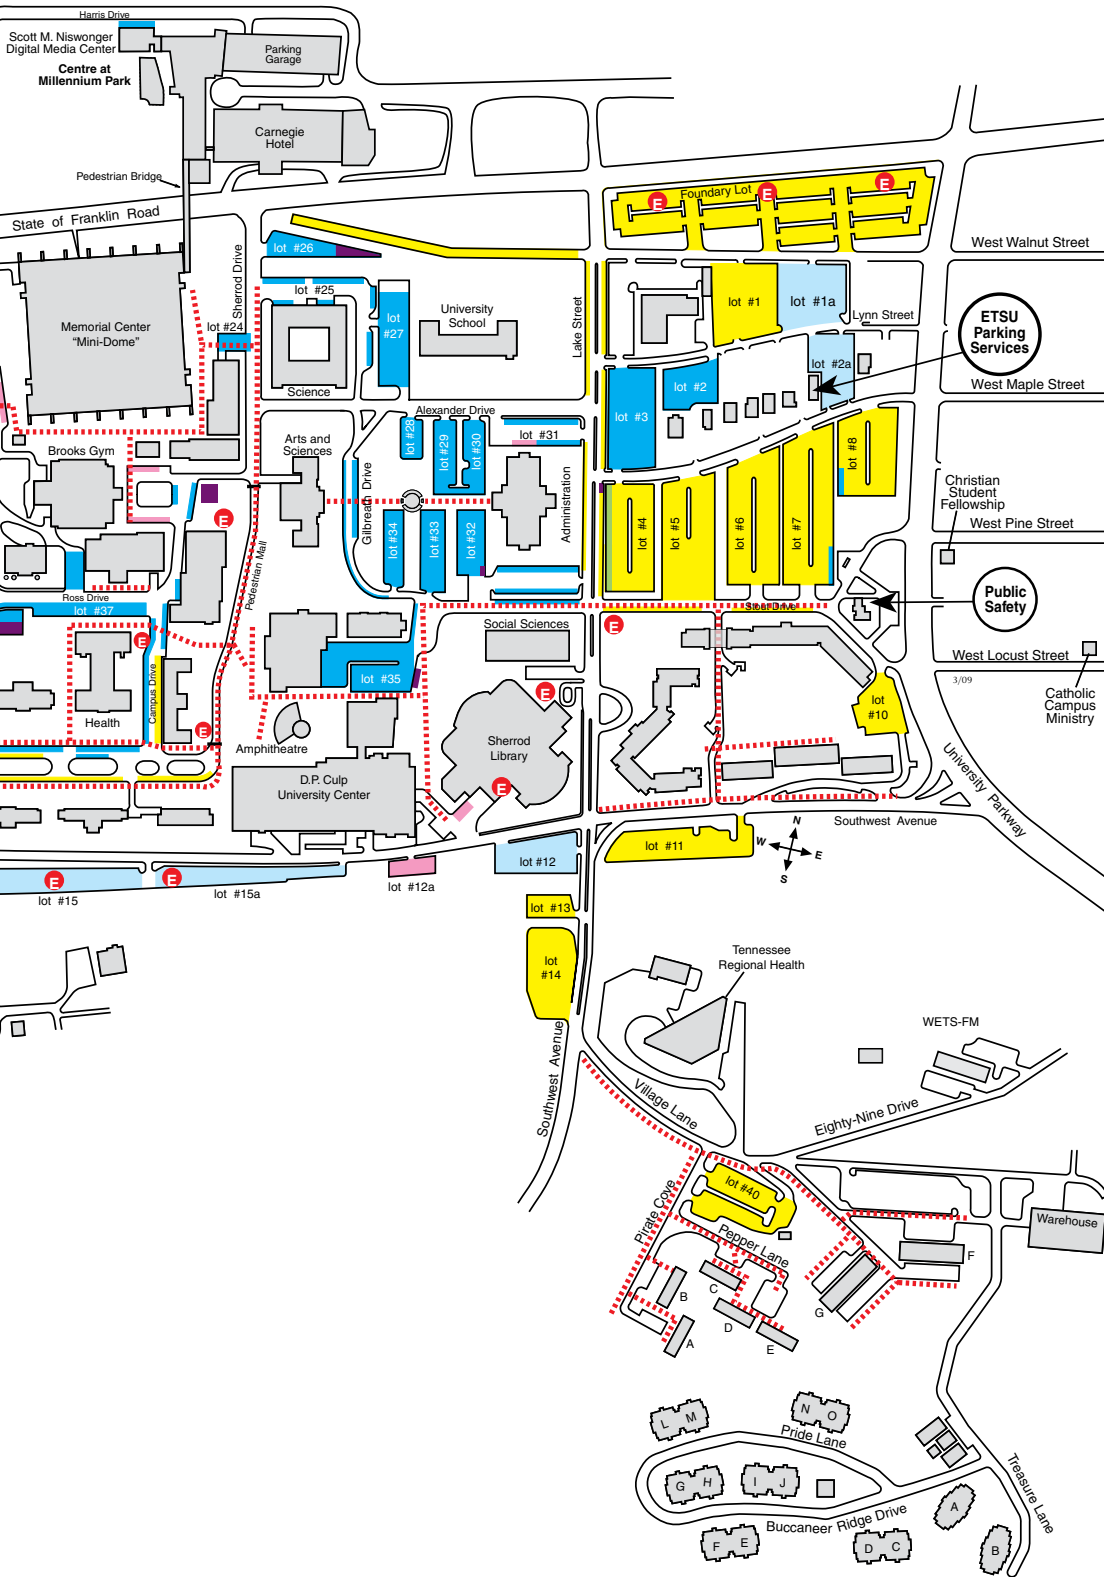 Harris Drive
Scott M. Niswonger
Digital Media Center
Centre at
Millennium Park
Parking
Garage
Carnegie
Hotel
Pedestrian Bridge
State of Franklin Road
Foundary Lot
E
E
E
West Walnut Street
Sherrod Drive
lot #26
lot #25
lot #24
Memorial Center
"Mini-Dome"
Science
lot
#27
University
School
Lake Street
lot #1
lot #1a
Lynn Street
ETSU
Parking
Services
lot #2
lot #2a
lot #3
West Maple Street
Alexander Drive
lot #28
lot #29
lot #30
lot #31
Brooks Gym
Arts and
Sciences
Gilbreath Drive
Administration
lot #8
Christian
Student
Fellowship
West Pine Street
lot #34
lot #33
lot #32
lot #4
lot #5
lot #6
lot #7
E
Pedestrian Mall
Ross Drive
lot #37
Stout Drive
Public
Safety
Social Sciences
E
E
West Locust Street
3/09
Catholic
Campus
Ministry
Campus Drive
Health
E
lot #35
E
Amphitheatre
Sherrod
Library
E
lot
#10
University Parkway
D.P. Culp
University Center
Southwest Avenue
N
W
E
S
lot #11
lot #12
lot #12a
E
E
lot #15
lot #15a
lot #13
lot
#14
Southwest Avenue
Tennessee
Regional Health
WETS-FM
Village Lane
Eighty-Nine Drive
lot #40
Pirate Cove
Pepper Lane
Warehouse
F
G
B
C
D
A
E
L M
N O
Pride Lane
G H
I J
Treasure Lane
Buccaneer Ridge Drive
A
F E
D C
B